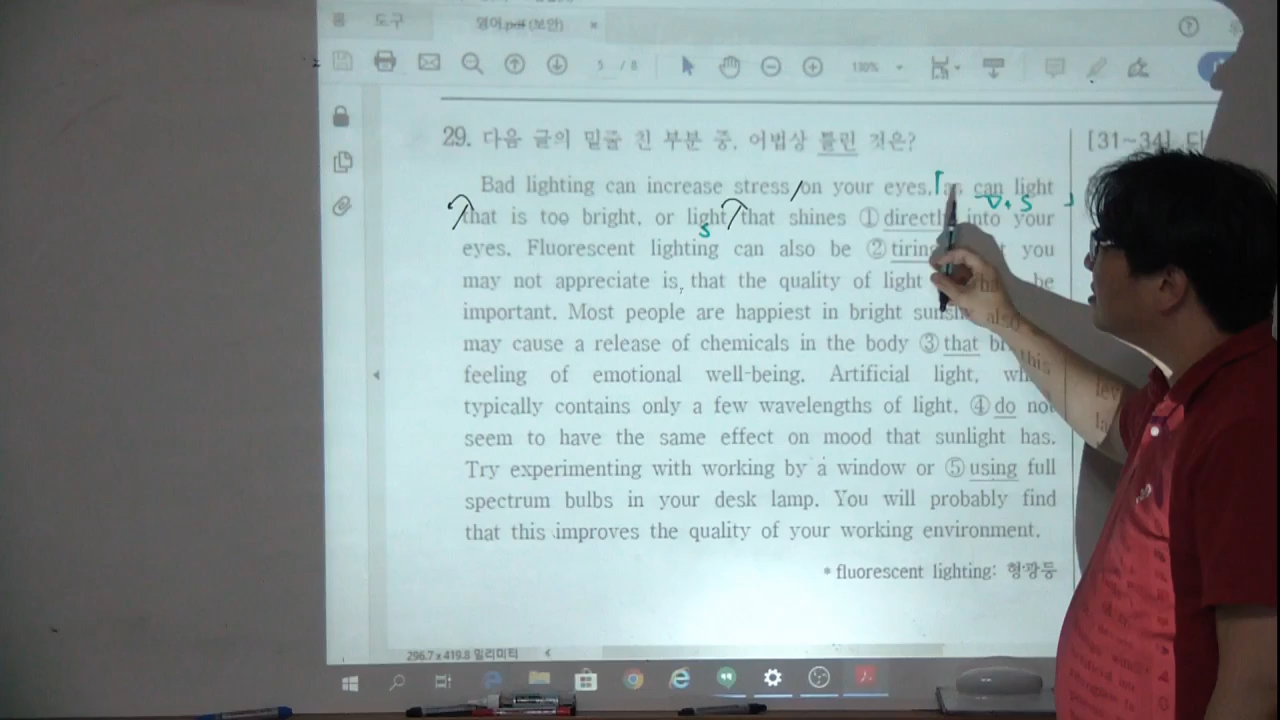 홈 도구 영어.pdf (보안) ×
5 / 8 130%
29. 다음 글의 밑줄 친 부분 중, 어법상 틀린 것은? [31~34] 다
Bad lighting can increase stress on your eyes, as can light
that is too bright, or light that shines ① directly into your
V+S
S
eyes. Fluorescent lighting can also be ② tiring you
may not appreciate is that the quality of light be
important. Most people are happiest in bright also
may cause a release of chemicals in the body ③ that this
feeling of emotional well-being. Artificial light,
typically contains only a few wavelengths of light, ④ do not
seem to have the same effect on mood that sunlight has.
Try experimenting with working by a window or ⑤ using full
spectrum bulbs in your desk lamp. You will probably find
that this improves the quality of your working environment.
* fluorescent lighting: 형광등
296.7 x 419.8 밀리미터